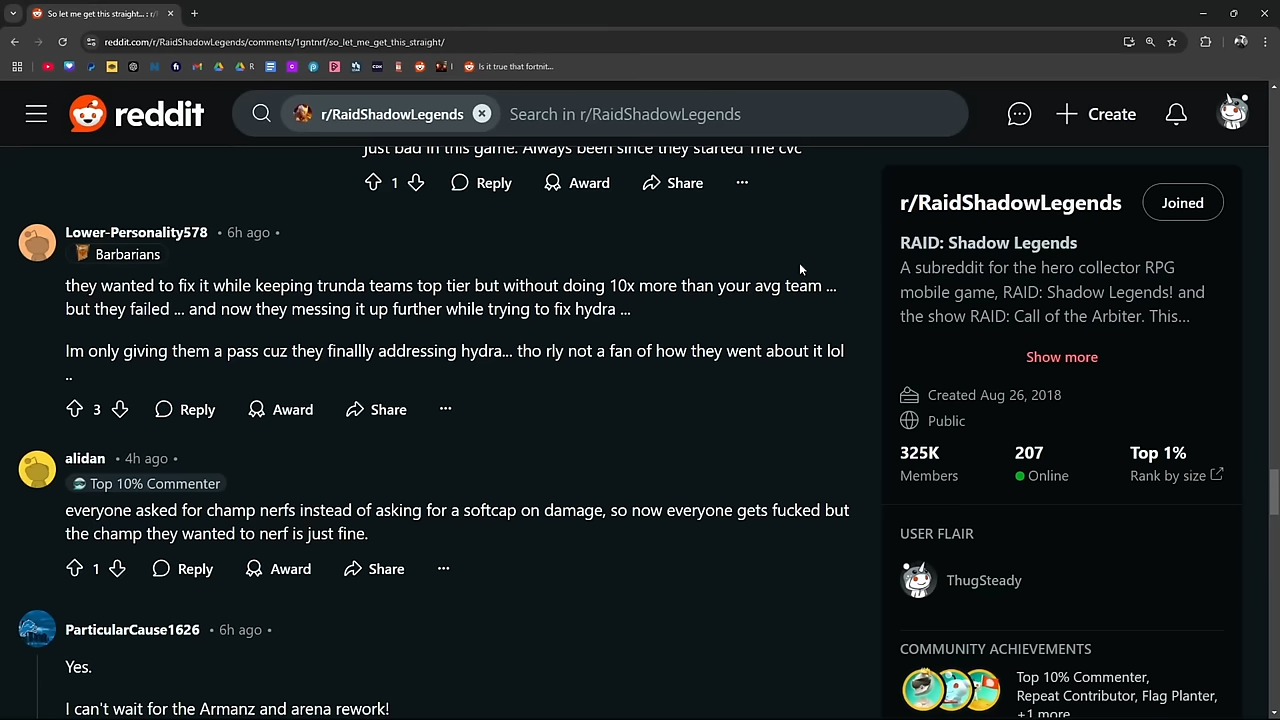 So let me get this straight... : r/
reddit.com/r/RaidShadowLegends/comments/1gntnrf/so_let_me_get_this_straight/
Is it true that fortnit...
reddit
r/RaidShadowLegends
Search in r/RaidShadowLegends
Create
just bad in this game. Always been since they started The cvc
1 Reply Award Share ...
Lower-Personality578 • 6h ago •
Barbarians
they wanted to fix it while keeping trunda teams top tier but without doing 10x more than your avg team ...
but they failed ... and now they messing it up further while trying to fix hydra ...
Im only giving them a pass cuz they finallly addressing hydra... tho rly not a fan of how they went about it lol
..
3 Reply Award Share ...
alidan • 4h ago •
Top 10% Commenter
everyone asked for champ nerfs instead of asking for a softcap on damage, so now everyone gets fucked but
the champ they wanted to nerf is just fine.
1 Reply Award Share ...
ParticularCause1626 • 6h ago •
Yes.
I can't wait for the Armanz and arena rework!
r/RaidShadowLegends
Joined
RAID: Shadow Legends
A subreddit for the hero collector RPG
mobile game, RAID: Shadow Legends! and
the show RAID: Call of the Arbiter. This...
Show more
Created Aug 26, 2018
Public
325K 207 Top 1%
Members Online Rank by size
USER FLAIR
ThugSteady
COMMUNITY ACHIEVEMENTS
Top 10% Commenter,
Repeat Contributor, Flag Planter,
+1 more